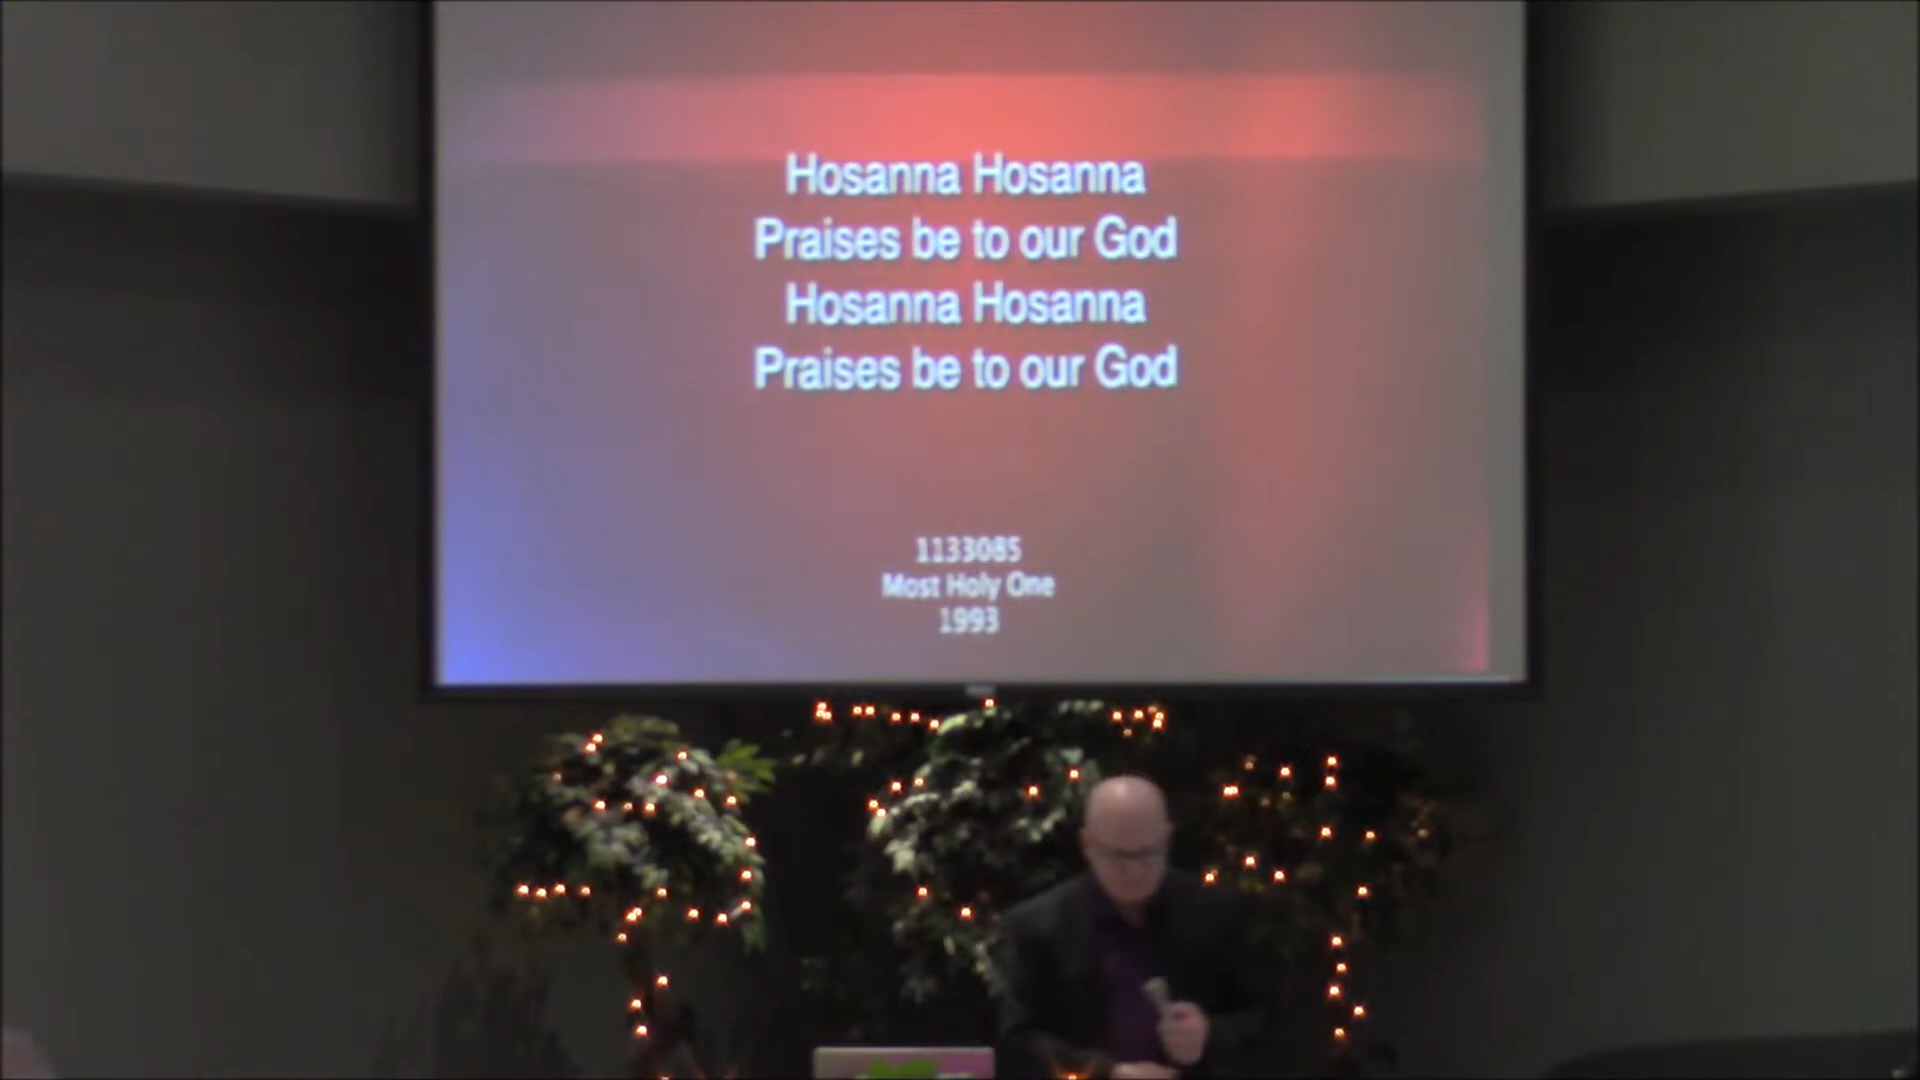 Hosanna Hosanna
Praises be to our God
Hosanna Hosanna
Praises be to our God
1133085
Most Holy One
1993